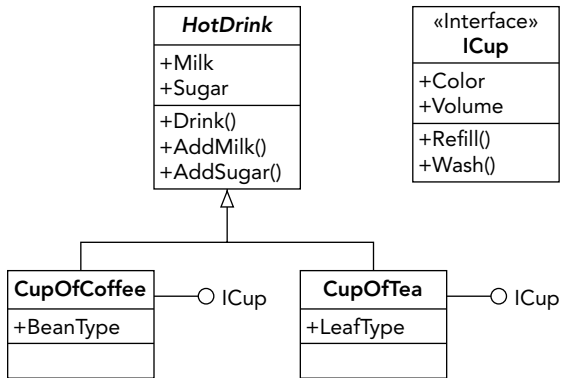 HotDrink
+Milk
+Sugar
+Drink()
+AddMilk()
+AddSugar()
«Interface»
ICup
+Color
+Volume
+Refill()
+Wash()
CupOfCoffee
+BeanType
ICup
CupOfTea
+LeafType
ICup